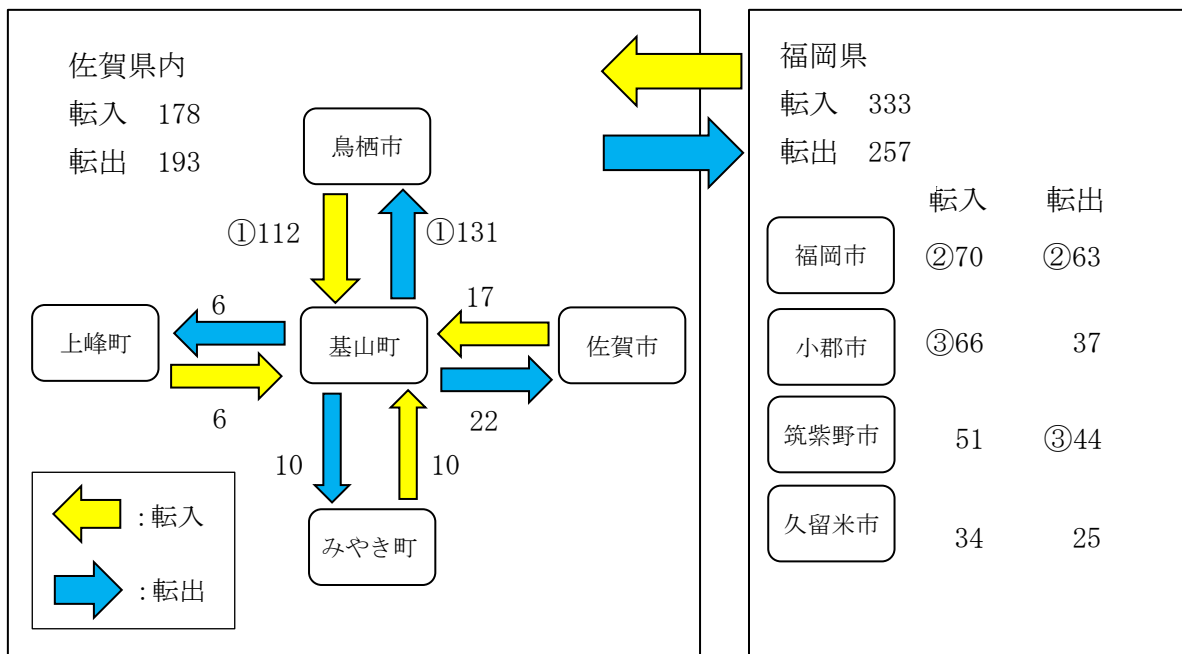 佐賀県内
転入 178
転出 193
鳥栖市
①112
①131
6
17
上峰町
基山町
佐賀市
6
22
10
10
みやき町
:転入
:転出
福岡県
転入 333
転出 257
転入 転出
福岡市 ②70 ②63
小郡市 ③66 37
筑紫野市 51 ③44
久留米市 34 25